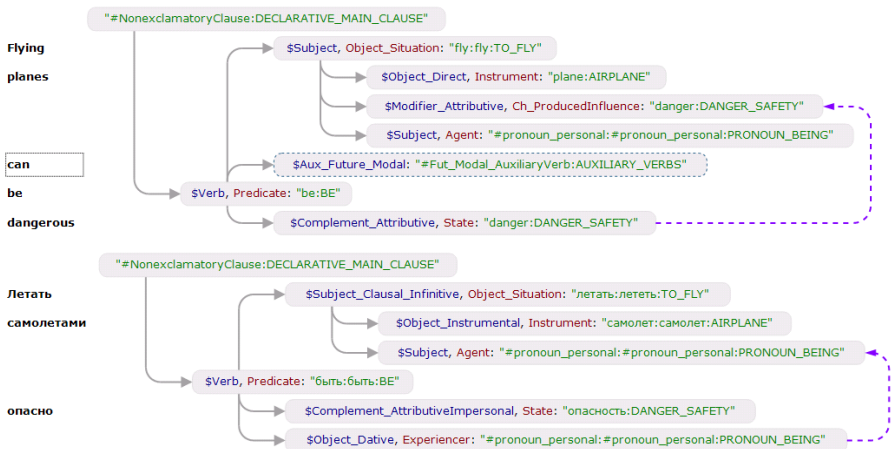 "#NonexclamatoryClause:DECLARATIVE_MAIN_CLAUSE"
Flying $Subject, Object_Situation: "fly:fly:TO_FLY"
planes $Object_Direct, Instrument: "plane:AIRPLANE"
$Modifier_Attributive, Ch_ProducedInfluence: "danger:DANGER_SAFETY"
$Subject, Agent: "#pronoun_personal:#pronoun_personal:PRONOUN_BEING"
can $Aux_Future_Modal: "#Fut_Modal_AuxiliaryVerb:AUXILIARY_VERBS"
be $Verb, Predicate: "be:BE"
dangerous $Complement_Attributive, State: "danger:DANGER_SAFETY"
"#NonexclamatoryClause:DECLARATIVE_MAIN_CLAUSE"
Летать $Subject_Clausal_Infinitive, Object_Situation: "летать:лететь:TO_FLY"
самолетами $Object_Instrumental, Instrument: "самолет:самолет:AIRPLANE"
$Subject, Agent: "#pronoun_personal:#pronoun_personal:PRONOUN_BEING"
$Verb, Predicate: "быть:быть:BE"
опасно $Complement_AttributiveImpersonal, State: "опасность:DANGER_SAFETY"
$Object_Dative, Experiencer: "#pronoun_personal:#pronoun_personal:PRONOUN_BEING"